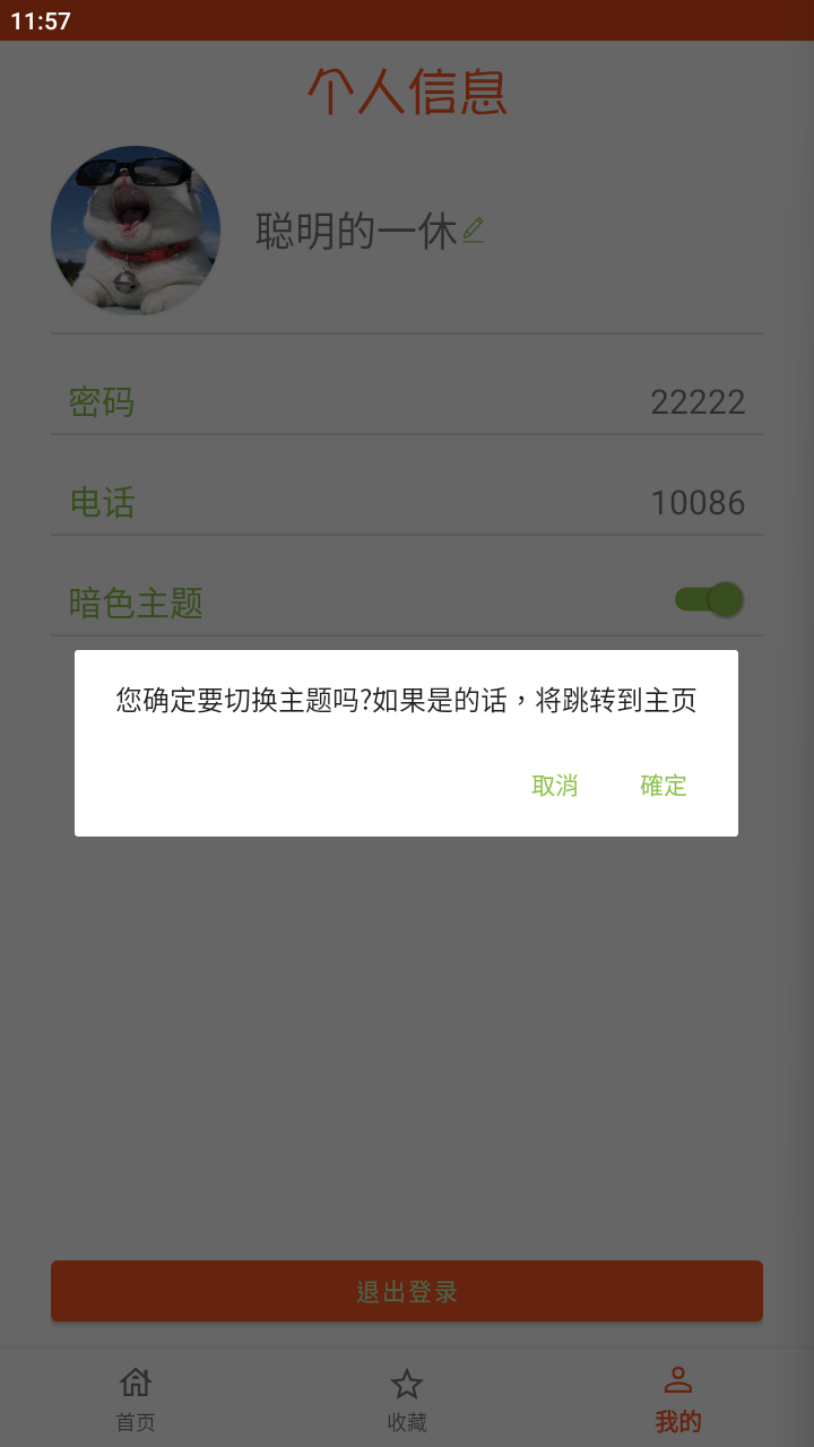 11:57
个人信息
聪明的一休
密码 22222
电话 10086
暗色主题
您确定要切换主题吗?如果是的话，将跳转到主页
取消 確定
退出登录
首页 收藏 我的